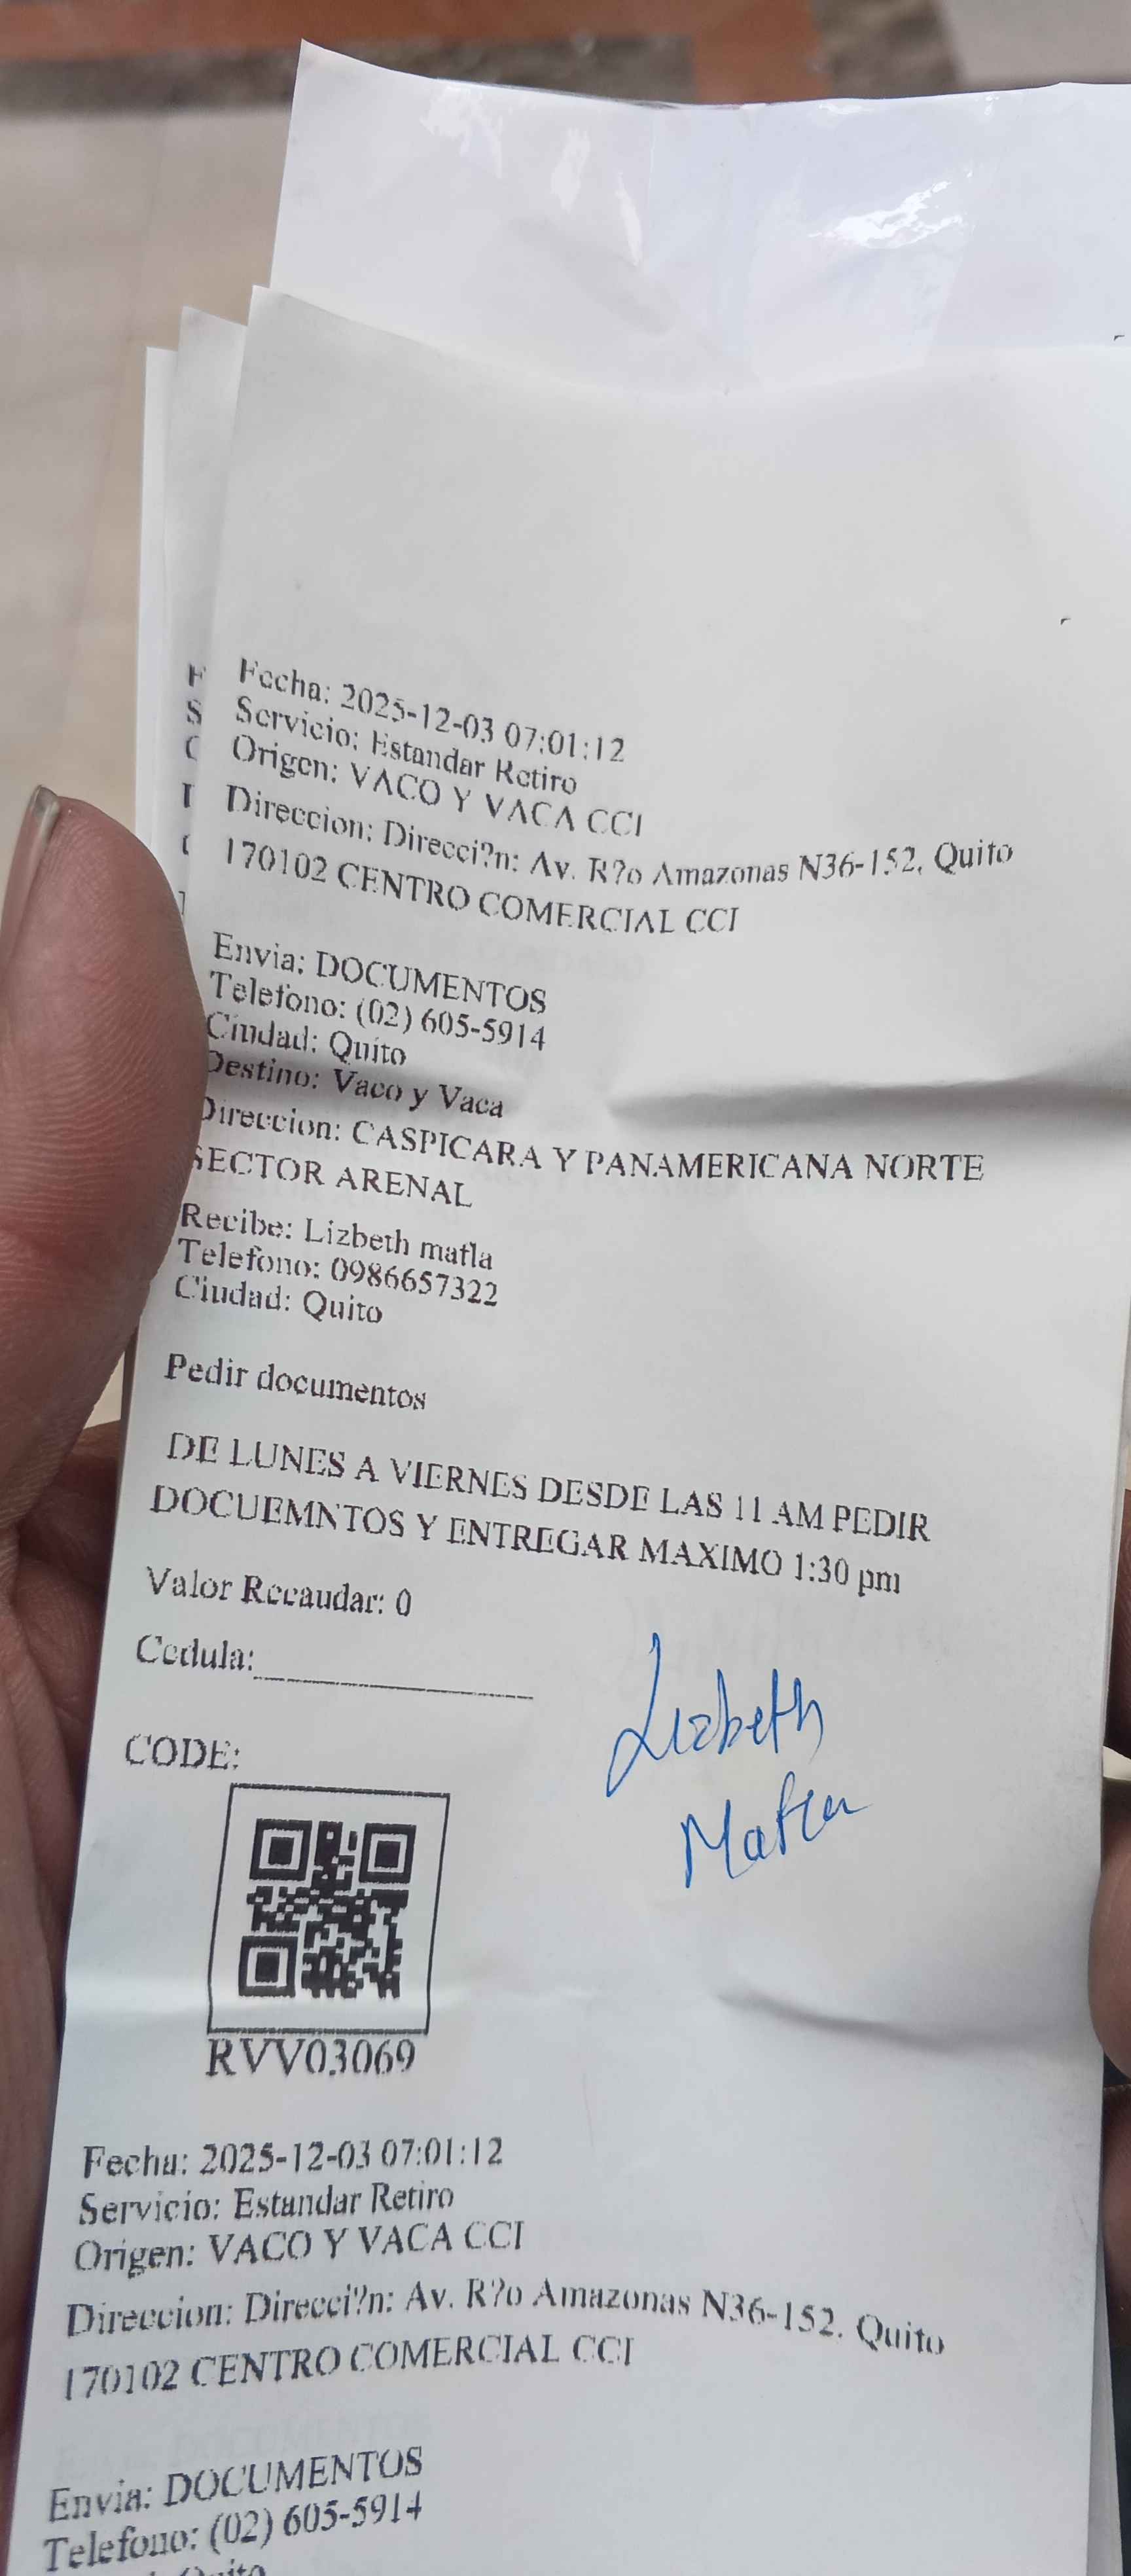 Fecha: 2025-12-03 07:01:12
Servicio: Estandar Retiro
Origen: VACO Y VACA CCI
Direccion: Direcci?n: Av. R?o Amazonas N36-152, Quito
170102 CENTRO COMERCIAL CCI
Envia: DOCUMENTOS
Telefono: (02) 605-5914
Ciudad: Quito
Destino: Vaco y Vaca
Direccion: CASPICARA Y PANAMERICANA NORTE
SECTOR ARENAL
Recibe: Lizbeth matla
Telefono: 0986657322
Ciudad: Quito
Pedir documentos
DE LUNES A VIERNES DESDE LAS 11 AM PEDIR
DOCUEMNTOS Y ENTREGAR MAXIMO 1:30 pm
Valor Recaudar: 0
Cedula:
Lizbeth
Matla
CODE:
RVV03069
Fecha: 2025-12-03 07:01:12
Servicio: Estandar Retiro
Origen: VACO Y VACA CCI
Direccion: Direcci?n: Av. R?o Amazonas N36-152, Quito
170102 CENTRO COMERCIAL CCI
Envia: DOCUMENTOS
Telefono: (02) 605-5914
Quito